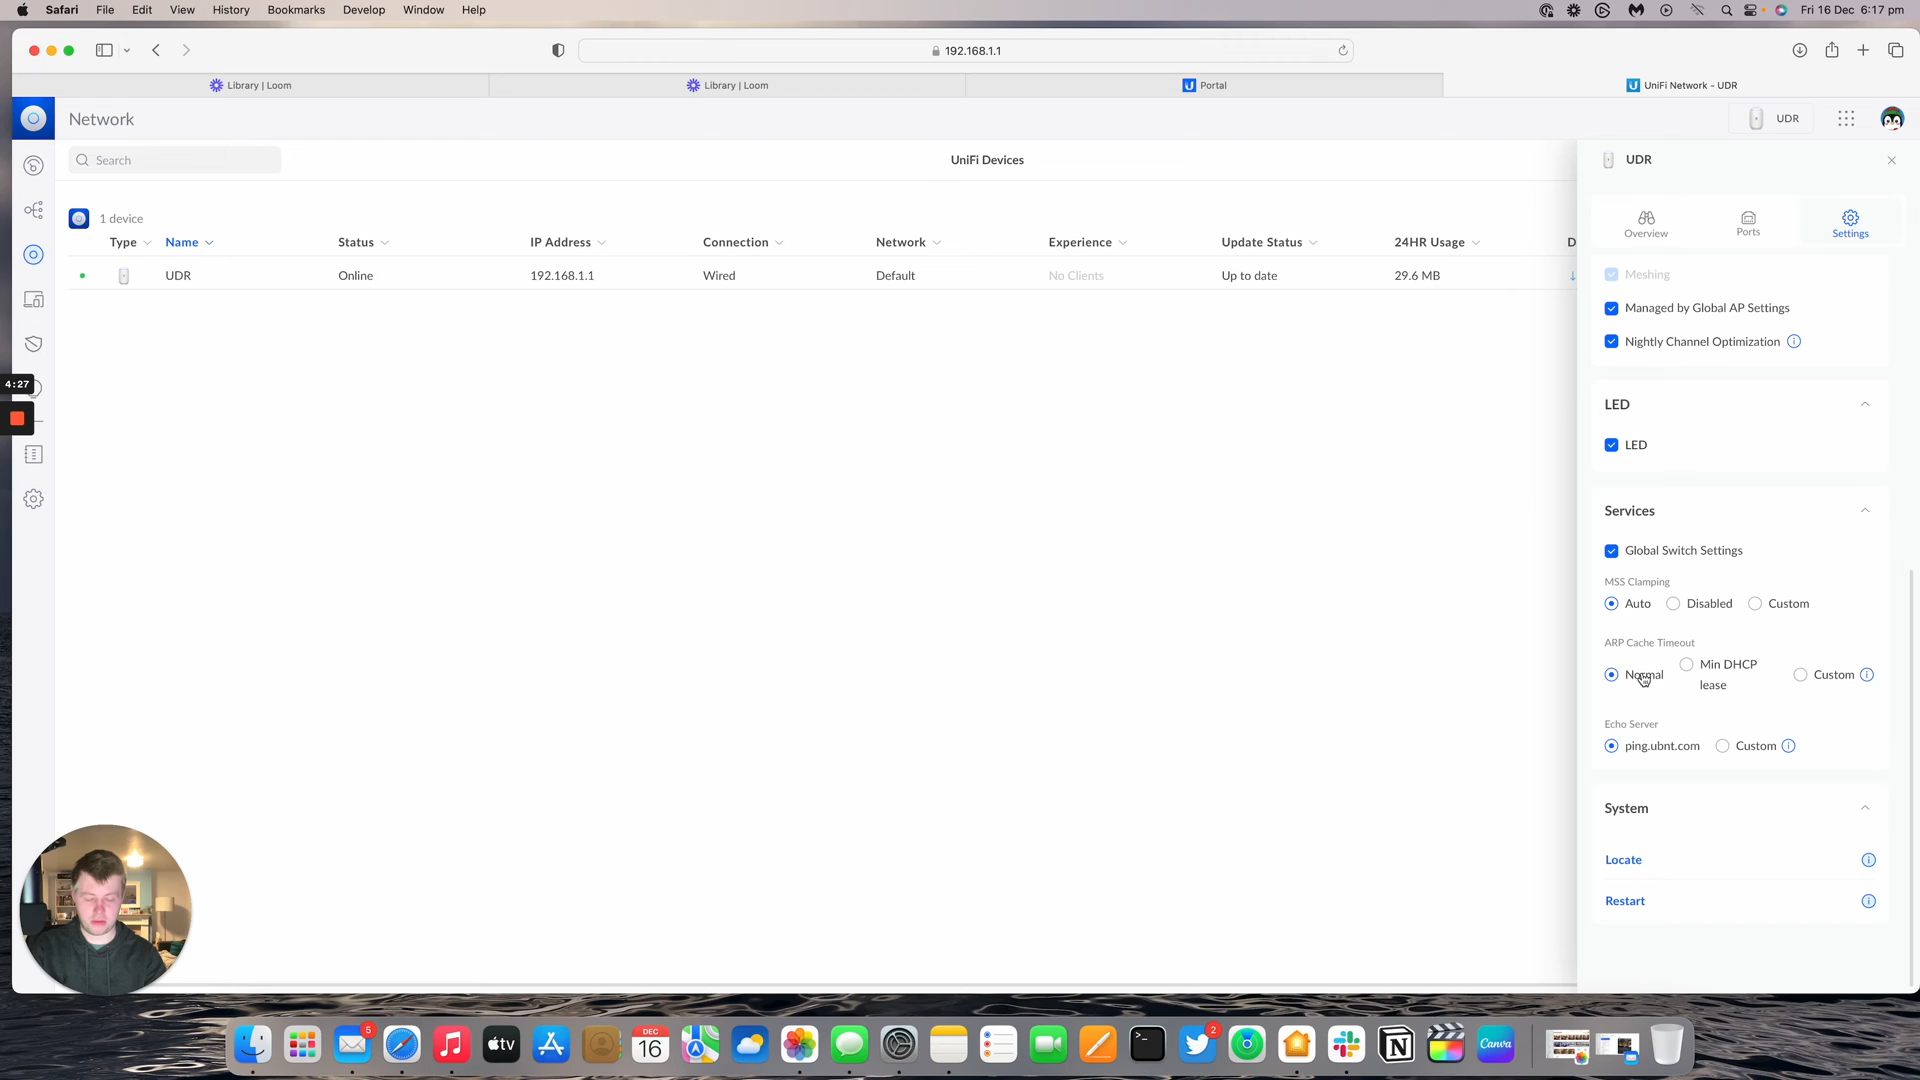 Safari File Edit View History Bookmarks Develop Window Help Fri 16 Dec 6:17 pm
192.168.1.1
Library | Loom Library | Loom Portal UniFi Network - UDR
Network UDR
Search UniFi Devices UDR
1 device
Overview Ports Settings
Type Name Status IP Address Connection Network Experience Update Status 24HR Usage D
UDR Online 192.168.1.1 Wired Default No Clients Up to date 29.6 MB
Meshing
Managed by Global AP Settings
Nightly Channel Optimization
4:27
LED
LED
Services
Global Switch Settings
MSS Clamping
Auto Disabled Custom
ARP Cache Timeout
Normal Min DHCP lease Custom
Echo Server
ping.ubnt.com Custom
System
Locate
Restart
5 tv DEC 16 2 Canva